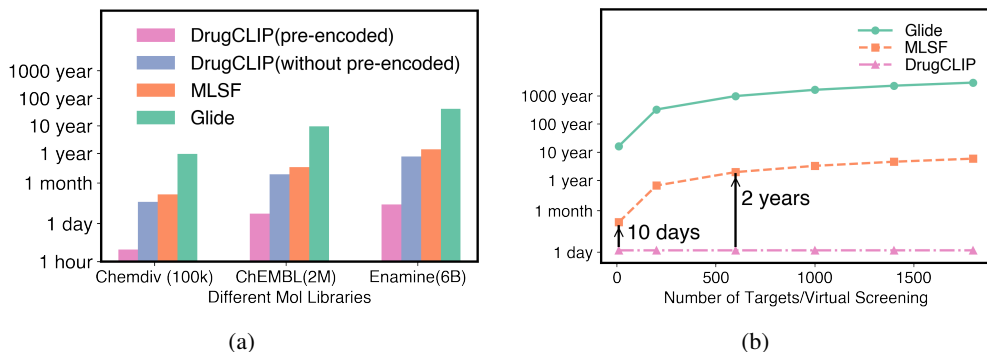 DrugCLIP(pre-encoded)
DrugCLIP(without pre-encoded)
MLSF
Glide
1000 year
100 year
10 year
1 year
1 month
1 day
1 hour
Chemdiv (100k)
ChEMBL(2M)
Enamine(6B)
Different Mol Libraries
(a)
Glide
MLSF
DrugCLIP
1000 year
100 year
10 year
1 year
1 month
1 day
10 days
2 years
0
500
1000
1500
Number of Targets/Virtual Screening
(b)